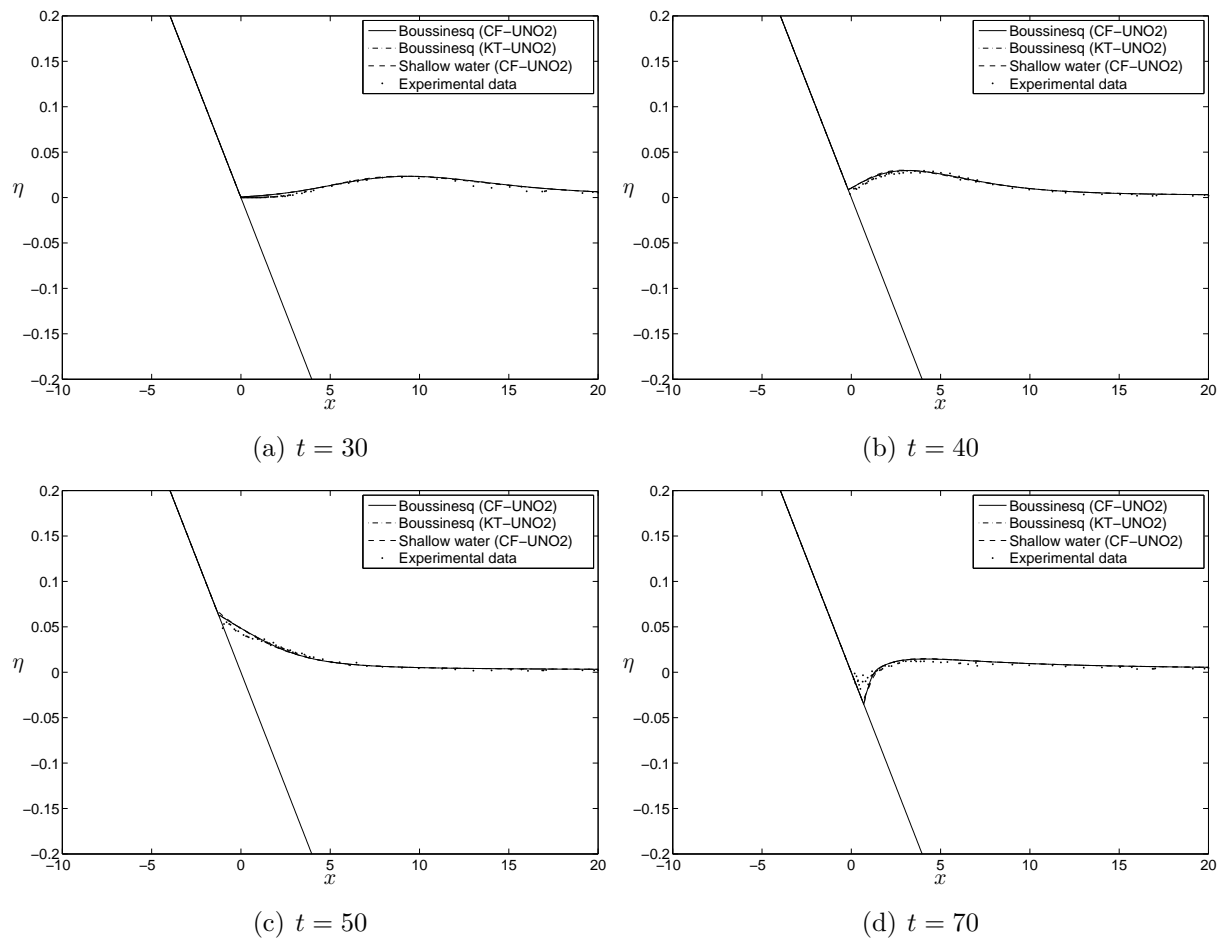 0.2
0.15
0.1
0.05
0
−0.05
−0.1
−0.15
−0.2
η
−10 −5 0 5 10 15 20
x
Boussinesq (CF−UNO2)
Boussinesq (KT−UNO2)
Shallow water (CF−UNO2)
Experimental data
(a) t = 30
0.2
0.15
0.1
0.05
0
−0.05
−0.1
−0.15
−0.2
η
−10 −5 0 5 10 15 20
x
Boussinesq (CF−UNO2)
Boussinesq (KT−UNO2)
Shallow water (CF−UNO2)
Experimental data
(b) t = 40
0.2
0.15
0.1
0.05
0
−0.05
−0.1
−0.15
−0.2
η
−10 −5 0 5 10 15 20
x
Boussinesq (CF−UNO2)
Boussinesq (KT−UNO2)
Shallow water (CF−UNO2)
Experimental data
(c) t = 50
0.2
0.15
0.1
0.05
0
−0.05
−0.1
−0.15
−0.2
η
−10 −5 0 5 10 15 20
x
Boussinesq (CF−UNO2)
Boussinesq (KT−UNO2)
Shallow water (CF−UNO2)
Experimental data
(d) t = 70